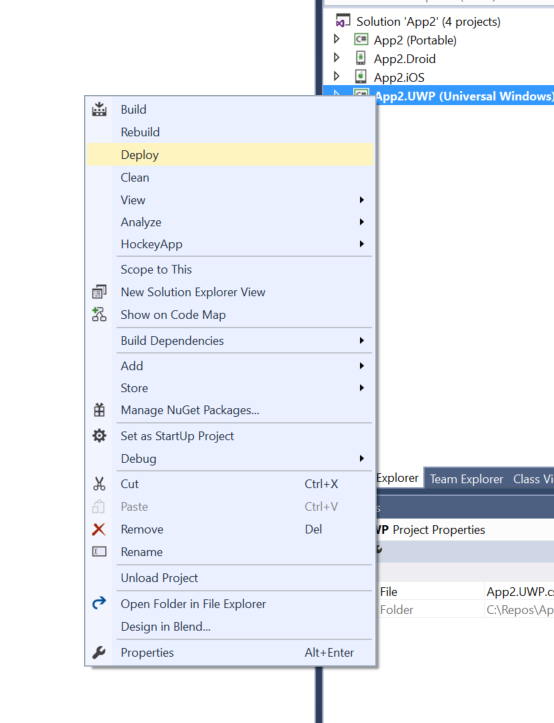 Solution 'App2' (4 projects)
App2 (Portable)
App2.Droid
App2.iOS
App2.UWP (Universal Windows)
Build
Rebuild
Deploy
Clean
View
Analyze
HockeyApp
Scope to This
New Solution Explorer View
Show on Code Map
Build Dependencies
Add
Store
Manage NuGet Packages...
Set as StartUp Project
Debug
Cut Ctrl+X
Paste Ctrl+V
Remove Del
Rename
Unload Project
Open Folder in File Explorer
Design in Blend...
Properties Alt+Enter
Explorer Team Explorer Class Vi
WP Project Properties
File App2.UWP.cs
Folder C:\Repos\Ap